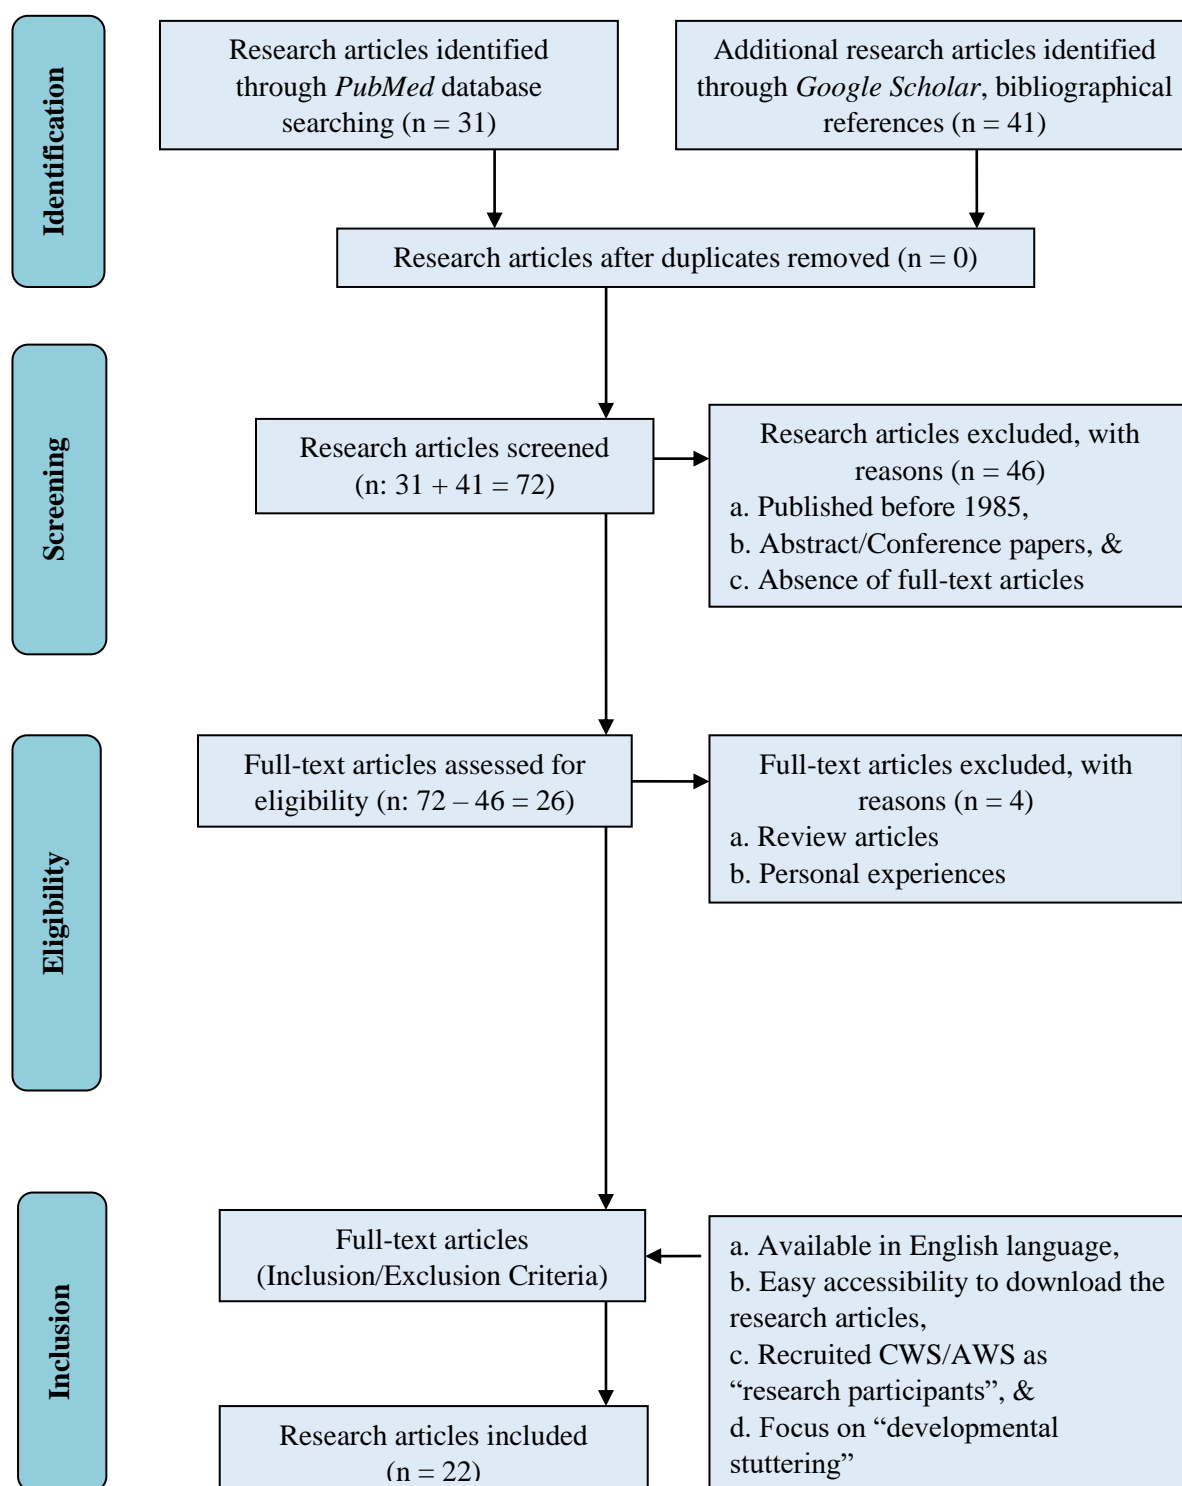 Identification
Research articles identified
through PubMed database
searching (n = 31)
Additional research articles identified
through Google Scholar, bibliographical
references (n = 41)
Research articles after duplicates removed (n = 0)
Screening
Research articles screened
(n: 31 + 41 = 72)
Research articles excluded, with
reasons (n = 46)
a. Published before 1985,
b. Abstract/Conference papers, &
c. Absence of full-text articles
Eligibility
Full-text articles assessed for
eligibility (n: 72 – 46 = 26)
Full-text articles excluded, with
reasons (n = 4)
a. Review articles
b. Personal experiences
Inclusion
Full-text articles
(Inclusion/Exclusion Criteria)
a. Available in English language,
b. Easy accessibility to download the
research articles,
c. Recruited CWS/AWS as
“research participants”, &
d. Focus on “developmental
stuttering”
Research articles included
(n = 22)